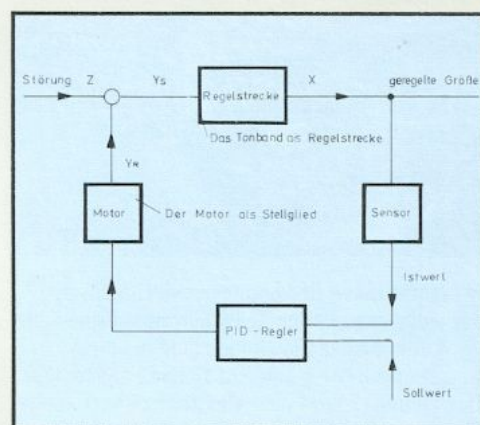 Störung Z
Ys
Regelstrecke
X
geregelte Größe
Das Tonband als Regelstrecke
YR
Motor
Der Motor als Stellglied
Sensor
Istwert
PID-Regler
Sollwert